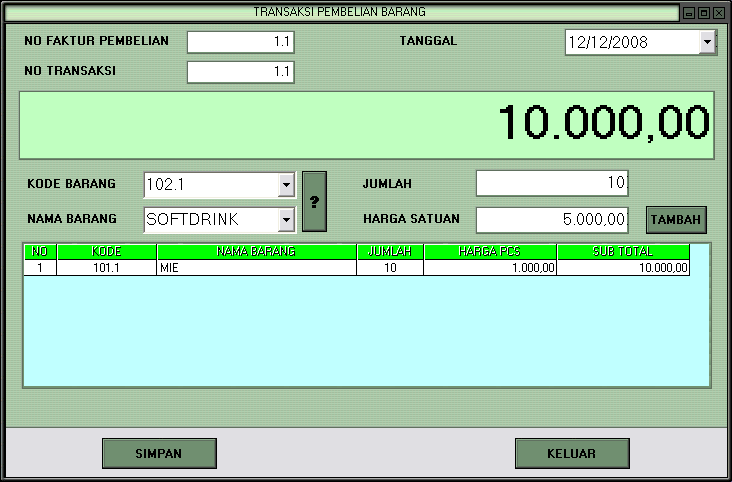 TRANSAKSI PEMBELIAN BARANG
NO FAKTUR PEMBELIAN 1.1 TANGGAL 12/12/2008
NO TRANSAKSI 1.1
10.000,00
KODE BARANG 102.1 ? JUMLAH 10
NAMA BARANG SOFTDRINK HARGA SATUAN 5.000,00 TAMBAH
NO KODE NAMA BARANG JUMLAH HARGA PCS SUB TOTAL
1 101.1 MIE 10 1.000,00 10.000,00
SIMPAN KELUAR